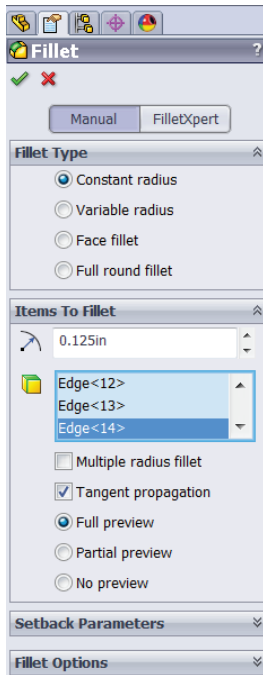 Fillet ?
Manual FilletXpert
Fillet Type
Constant radius
Variable radius
Face fillet
Full round fillet
Items To Fillet
0.125in
Edge<12>
Edge<13>
Edge<14>
Multiple radius fillet
Tangent propagation
Full preview
Partial preview
No preview
Setback Parameters
Fillet Options